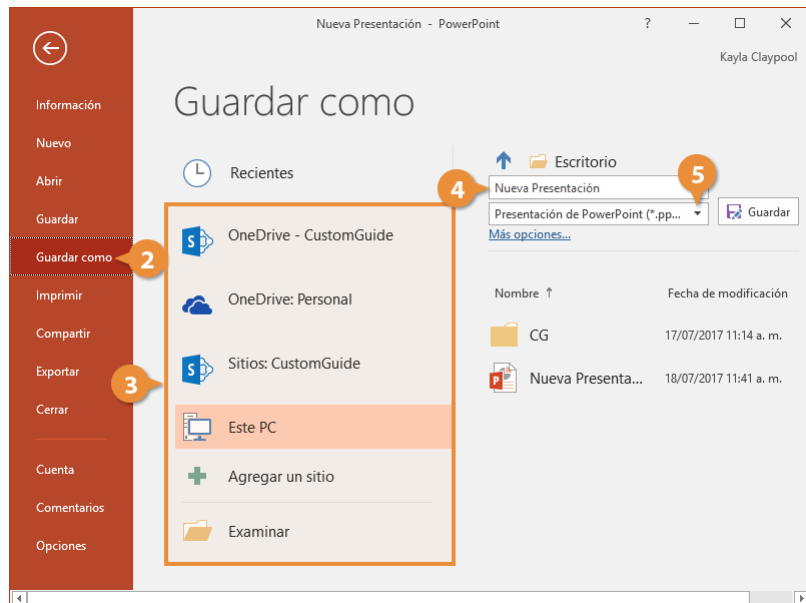 Nueva Presentación - PowerPoint
?
Kayla Claypool
Información
Nuevo
Abrir
Guardar
Guardar como
2
Imprimir
Compartir
Exportar
Cerrar
Cuenta
Comentarios
Opciones
Guardar como
Recientes
3
OneDrive - CustomGuide
OneDrive: Personal
Sitios: CustomGuide
Este PC
Agregar un sitio
Examinar
Escritorio
4
Nueva Presentación
5
Presentación de PowerPoint (*.pp...
Guardar
Más opciones...
Nombre ↑ Fecha de modificación
CG 17/07/2017 11:14 a. m.
Nueva Presenta... 18/07/2017 11:41 a. m.